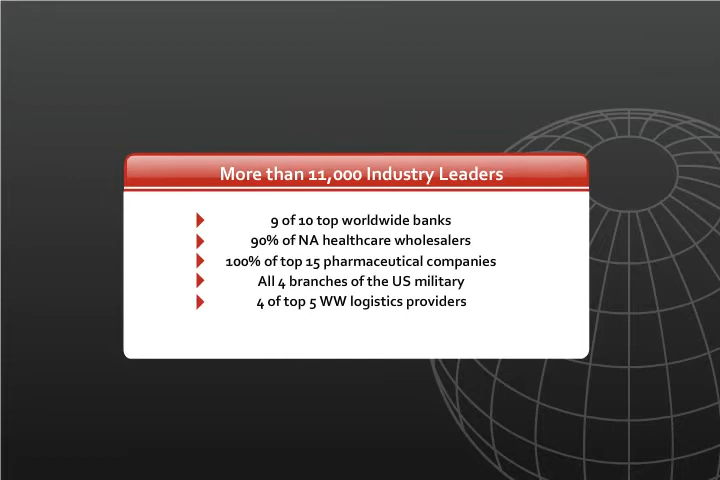 More than 11,000 Industry Leaders
9 of 10 top worldwide banks
90% of NA healthcare wholesalers
100% of top 15 pharmaceutical companies
All 4 branches of the US military
4 of top 5 WW logistics providers